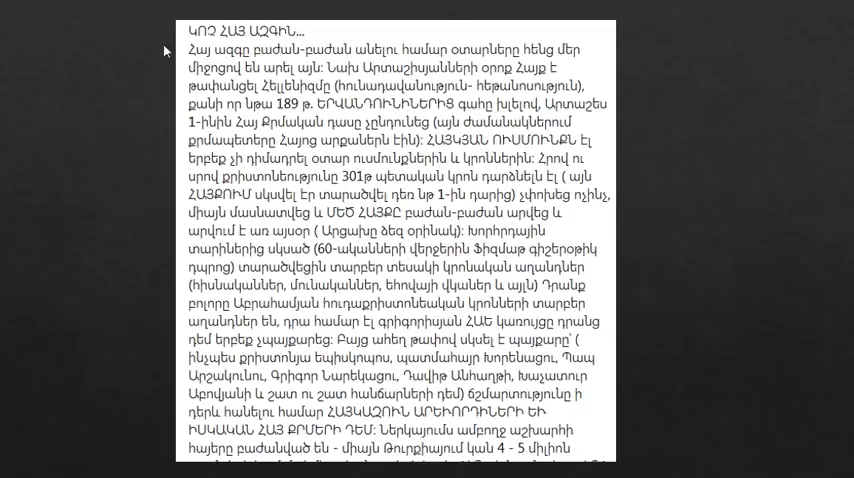 ԿՈՉ ՀԱՅ ԱԶԳԻՆ...
Հայ ազգը բաժան-բաժան անելու համար օտարները հենց մեր
միջոցով են արել այն: Նախ Արտաշիսյանների օրոք Հայք է
թափանցել Հելլենիզմը (հունադավանություն- հեթանոսություն),
քանի որ նթա 189 թ. ԵՐՎԱՆԴՈՒՆԻՆԵՐԻՑ գահը խլելով, Արտաշես
1-ինին Հայ Քրմական դասը չընդունեց (այն ժամանակներում
քրմապետերը Հայոց արքաներն էին): ՀԱՅԿՅԱՆ ՈՒՍՄՈՒՆՔՆ էլ
երբեք չի դիմադրել օտար ուսմունքներին և կրոններին: Հրով ու
սրով քրիստոնեությունը 301թ պետական կրոն դարձնելն էլ ( այն
ՀԱՅՔՈՒՄ սկսվել էր տարածվել դեռ նթ 1-ին դարից) չփոխեց ոչինչ,
միայն մասնատվեց և ՄԵԾ ՀԱՅՔԸ բաժան-բաժան արվեց և
արվում է առ այսօր ( Արցախը ձեզ օրինակ): Խորհրդային
տարիներից սկսած (60-ականների վերջերին Ֆիզմաթ գիշերօթիկ
դպրոց) տարածվեցին տարբեր տեսակի կրոնական աղանդներ
(հիսնականներ, մունականներ, եհովայի վկաներ և այլն) Դրանք
բոլորը Աբրահամյան հուդաքրիստոնեական կրոնների տարբեր
աղանդներ են, դրա համար էլ գրիգորիսյան ՀԱԵ կառույցը դրանց
դեմ երբեք չպայքարեց: Բայց ահեղ թափով սկսել է պայքարը՝ (
ինչպես քրիստոնյա եպիսկոպոս, պատմահայր Խորենացու, Պապ
Արշակունու, Գրիգոր Նարեկացու, Դավիթ Անհաղթի, Խաչատուր
Աբովյանի և շատ ու շատ հանճարների դեմ) ճշմարտությունը ի
դերև հանելու համար ՀԱՅԿԱԶՈՒՆ ԱՐԵՒՈՐԴԻՆԵՐԻ ԵՒ
ԻՍԿԱԿԱՆ ՀԱՅ ՔՐՄԵՐԻ ԴԵՄ: Ներկայումս ամբողջ աշխարհի
հայերը բաժանված են - միայն Թուրքիայում կան 4 - 5 միլիոն